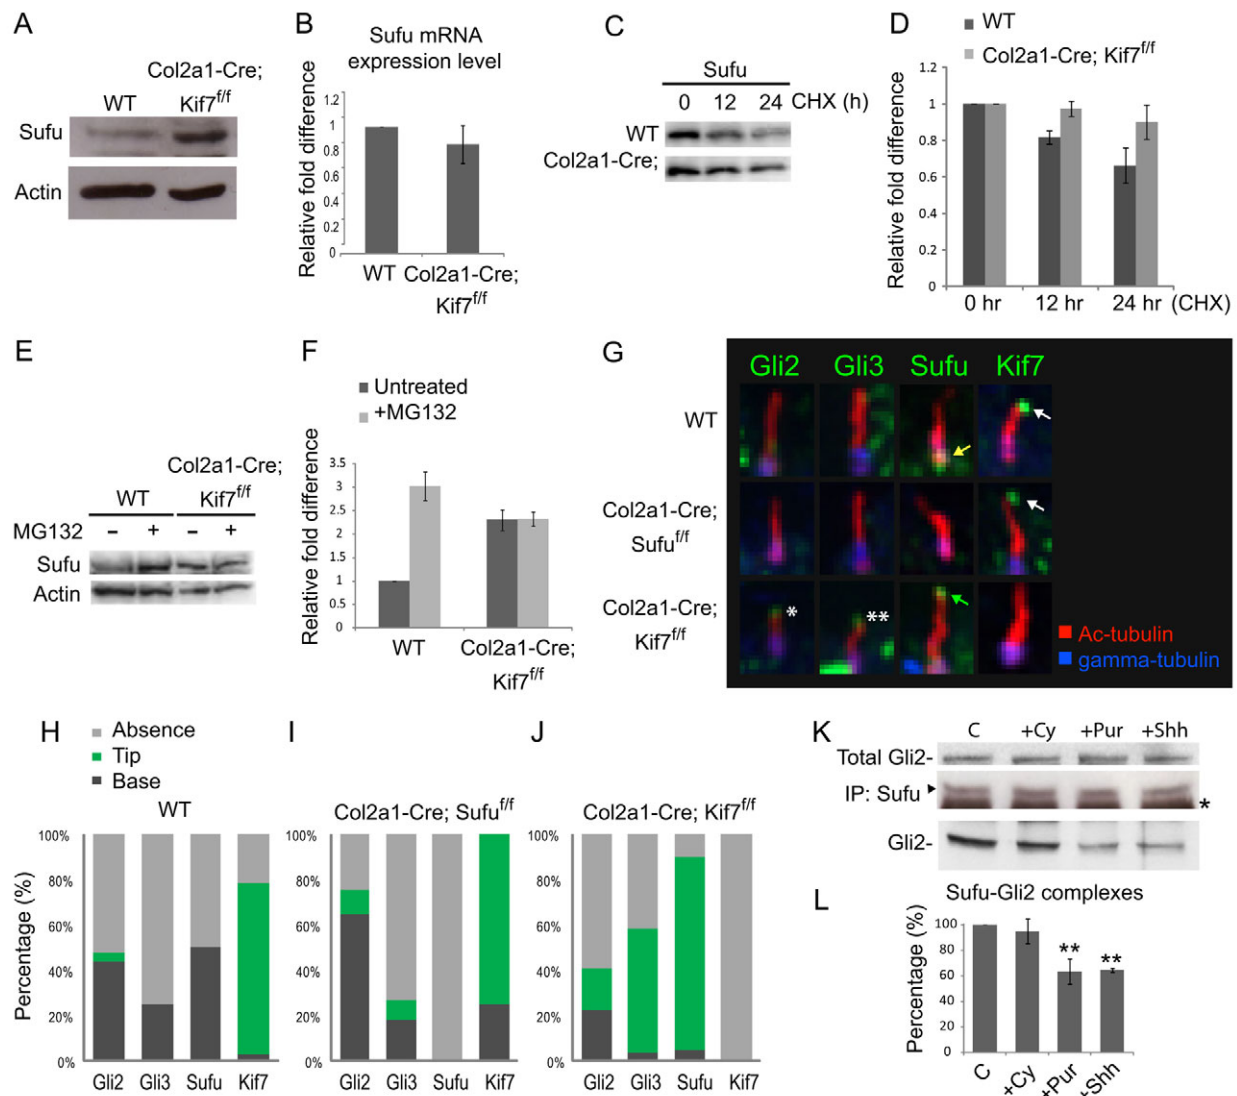 A
WT
Col2a1-Cre;
Kif7f/f
Sufu
Actin
B
Sufu mRNA
expression level
Relative fold difference
1.2
1
0.8
0.6
0.4
0.2
0
WT
Col2a1-Cre;
Kif7f/f
C
Sufu
0 12 24 CHX (h)
WT
Col2a1-Cre;
D
WT
Col2a1-Cre; Kif7f/f
Relative fold difference
1.2
1
0.8
0.6
0.4
0.2
0
0 hr 12 hr 24 hr (CHX)
E
WT
Col2a1-Cre;
Kif7f/f
MG132 – + – +
Sufu
Actin
F
Untreated
+MG132
Relative fold difference
3.5
3
2.5
2
1.5
1
0.5
0
WT
Col2a1-Cre;
Kif7f/f
G
Gli2 Gli3 Sufu Kif7
WT
Col2a1-Cre;
Sufuf/f
Col2a1-Cre;
Kif7f/f
* **
Ac-tubulin
gamma-tubulin
H
Absence
Tip
Base
WT
Percentage (%)
100%
80%
60%
40%
20%
0%
Gli2 Gli3 Sufu Kif7
I
Col2a1-Cre; Sufuf/f
100%
80%
60%
40%
20%
0%
Gli2 Gli3 Sufu Kif7
J
Col2a1-Cre; Kif7f/f
100%
80%
60%
40%
20%
0%
Gli2 Gli3 Sufu Kif7
K
C +Cy +Pur +Shh
Total Gli2-
IP: Sufu
*
Gli2-
L
Sufu-Gli2 complexes
Percentage (%)
100
80
60
40
20
0
** **
C +Cy +Pur +Shh